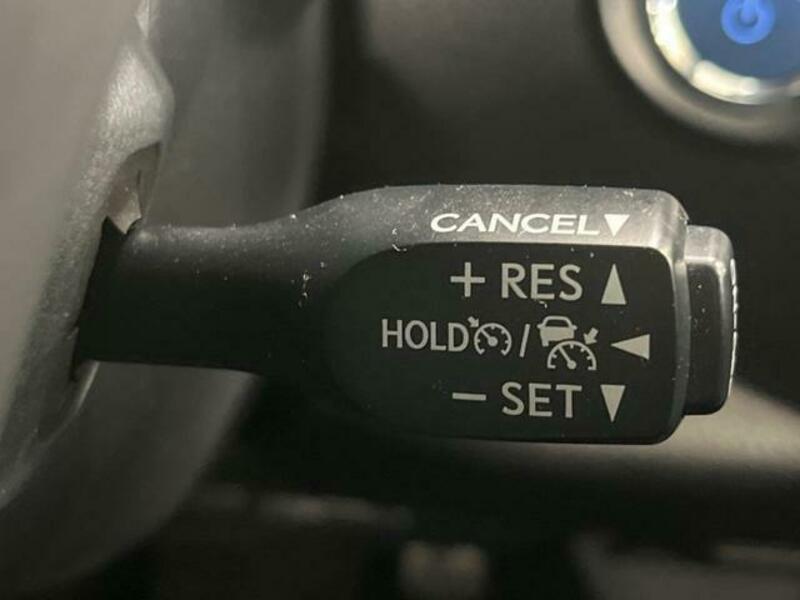 CANCEL▼
+ RES ▲
HOLD / ◀
− SET ▼